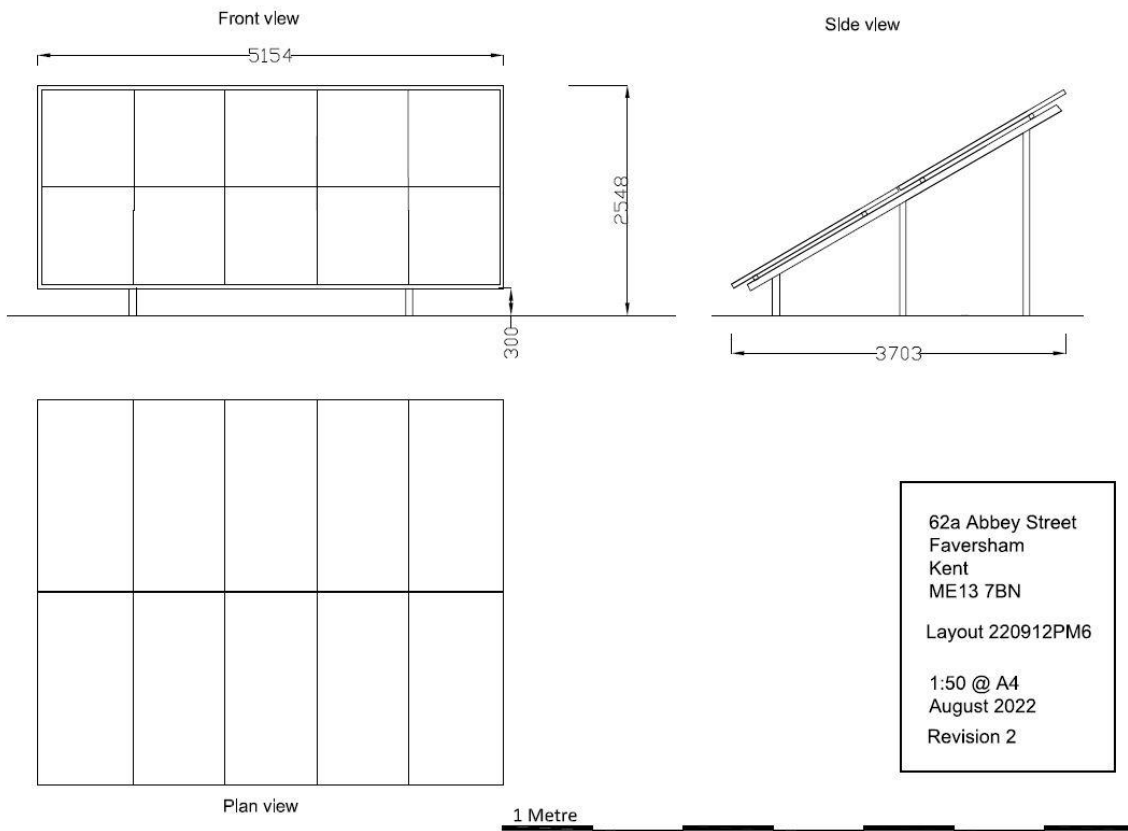 Front view
Side view
5154
2548
300
3703
62a Abbey Street
Faversham
Kent
ME13 7BN
Layout 220912PM6
1:50 @ A4
August 2022
Revision 2
Plan view
1 Metre